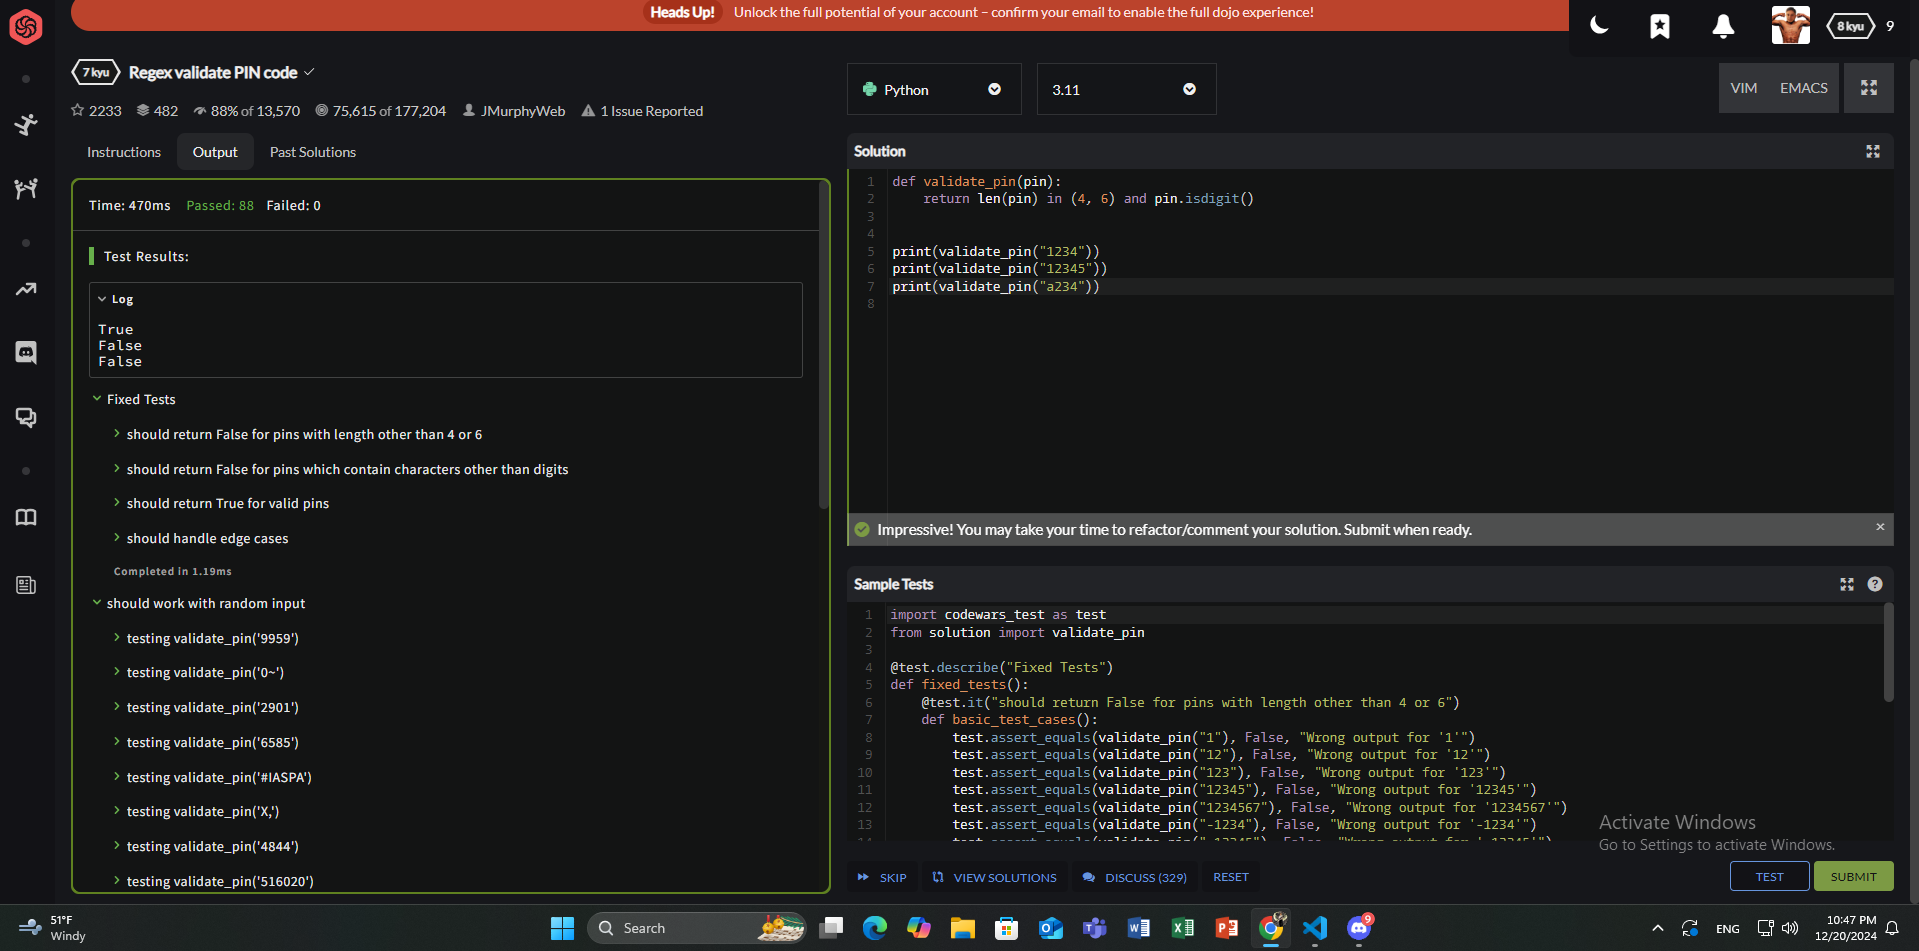 Heads Up! Unlock the full potential of your account – confirm your email to enable the full dojo experience!
8 kyu 9
7 kyu Regex validate PIN code
2233 482 88% of 13,570 75,615 of 177,204 JMurphyWeb 1 Issue Reported
Instructions Output Past Solutions
Time: 470ms Passed: 88 Failed: 0
Test Results:
Log
True
False
False
Fixed Tests
should return False for pins with length other than 4 or 6
should return False for pins which contain characters other than digits
should return True for valid pins
should handle edge cases
Completed in 1.19ms
should work with random input
testing validate_pin('9959')
testing validate_pin('0~')
testing validate_pin('2901')
testing validate_pin('6585')
testing validate_pin('#IASPA')
testing validate_pin('X,')
testing validate_pin('4844')
testing validate_pin('516020')
Python 3.11 VIM EMACS
Solution
1 def validate_pin(pin):
2 return len(pin) in (4, 6) and pin.isdigit()
3
4
5 print(validate_pin("1234"))
6 print(validate_pin("12345"))
7 print(validate_pin("a234"))
8
Impressive! You may take your time to refactor/comment your solution. Submit when ready.
Sample Tests
1 import codewars_test as test
2 from solution import validate_pin
3
4 @test.describe("Fixed Tests")
5 def fixed_tests():
6 @test.it("should return False for pins with length other than 4 or 6")
7 def basic_test_cases():
8 test.assert_equals(validate_pin("1"), False, "Wrong output for '1'")
9 test.assert_equals(validate_pin("12"), False, "Wrong output for '12'")
10 test.assert_equals(validate_pin("123"), False, "Wrong output for '123'")
11 test.assert_equals(validate_pin("12345"), False, "Wrong output for '12345'")
12 test.assert_equals(validate_pin("1234567"), False, "Wrong output for '1234567'")
13 test.assert_equals(validate_pin("-1234"), False, "Wrong output for '-1234'")
Activate Windows
Go to Settings to activate Windows.
SKIP VIEW SOLUTIONS DISCUSS (329) RESET TEST SUBMIT
51°F
Windy
Search
9
ENG
10:47 PM
12/20/2024